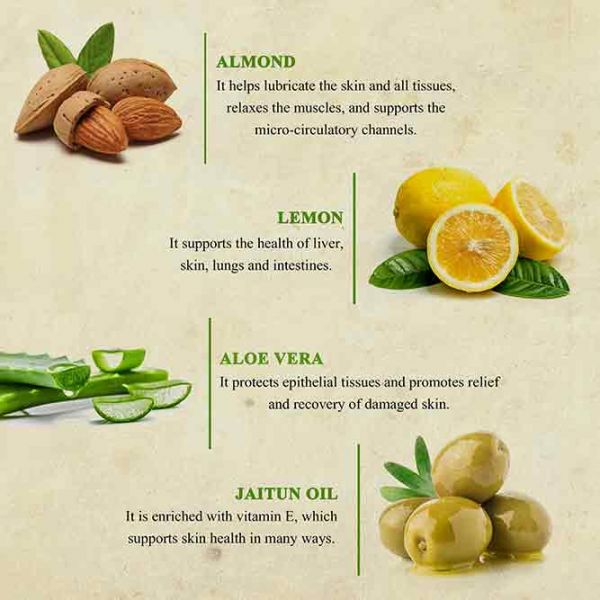 ALMOND
It helps lubricate the skin and all tissues,
relaxes the muscles, and supports the
micro-circulatory channels.
LEMON
It supports the health of liver,
skin, lungs and intestines.
ALOE VERA
It protects epithelial tissues and promotes relief
and recovery of damaged skin.
JAITUN OIL
It is enriched with vitamin E, which
supports skin health in many ways.